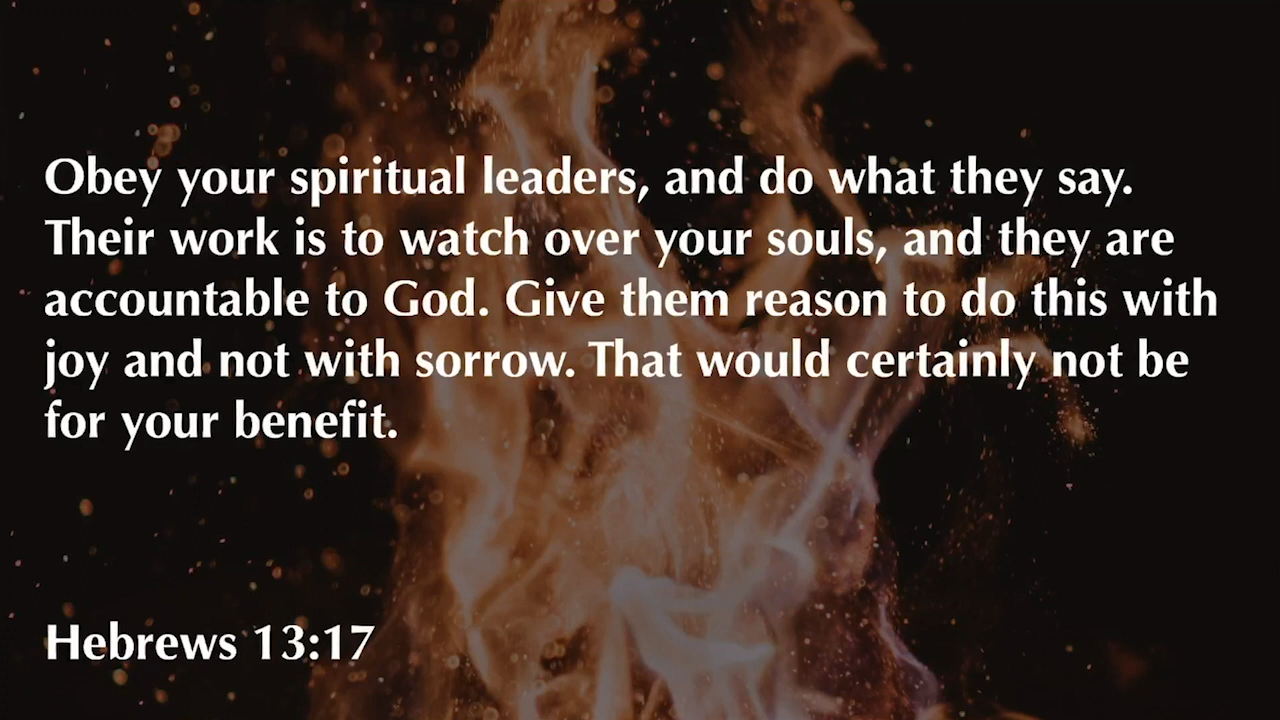 Obey your spiritual leaders, and do what they say.
Their work is to watch over your souls, and they are
accountable to God. Give them reason to do this with
joy and not with sorrow. That would certainly not be
for your benefit.
Hebrews 13:17